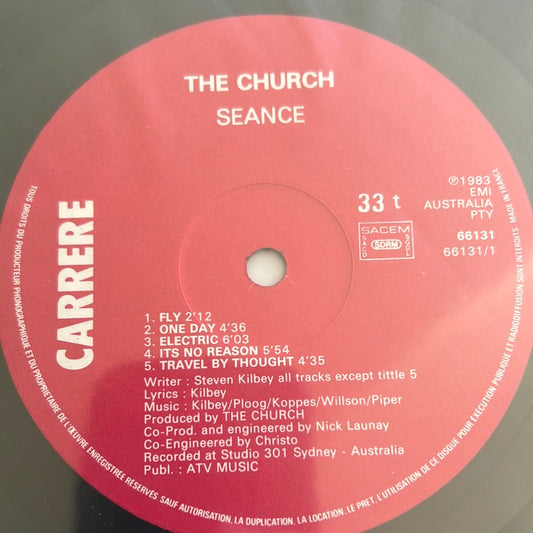 THE CHURCH
SEANCE
CARRERE
33 t
SACEM
SDRM
SACD
SGDL
℗1983
EMI
AUSTRALIA
PTY
66131
66131/1
1. FLY 2'12
2. ONE DAY 4'36
3. ELECTRIC 6'03
4. ITS NO REASON 5'54
5. TRAVEL BY THOUGHT 4'35
Writer : Steven Kilbey all tracks except tittle 5
Lyrics : Kilbey
Music : Kilbey/Ploog/Koppes/Willson/Piper
Produced by THE CHURCH
Co-Prod. and engineered by Nick Launay
Co-Engineered by Christo
Recorded at Studio 301 Sydney - Australia
Publ. : ATV MUSIC
TOUS DROITS DU PRODUCTEUR PHONOGRAPHIQUE ET DU PROPRIETAIRE DE L'ŒUVRE ENREGISTREE RESERVES SAUF AUTORISATION, LA DUPLICATION, LA LOCATION, LE PRET, L'UTILISATION DE CE DISQUE POUR EXÉCUTION PUBLIQUE ET RADIODIFFUSION SONT INTERDITS. MADE IN FRANCE